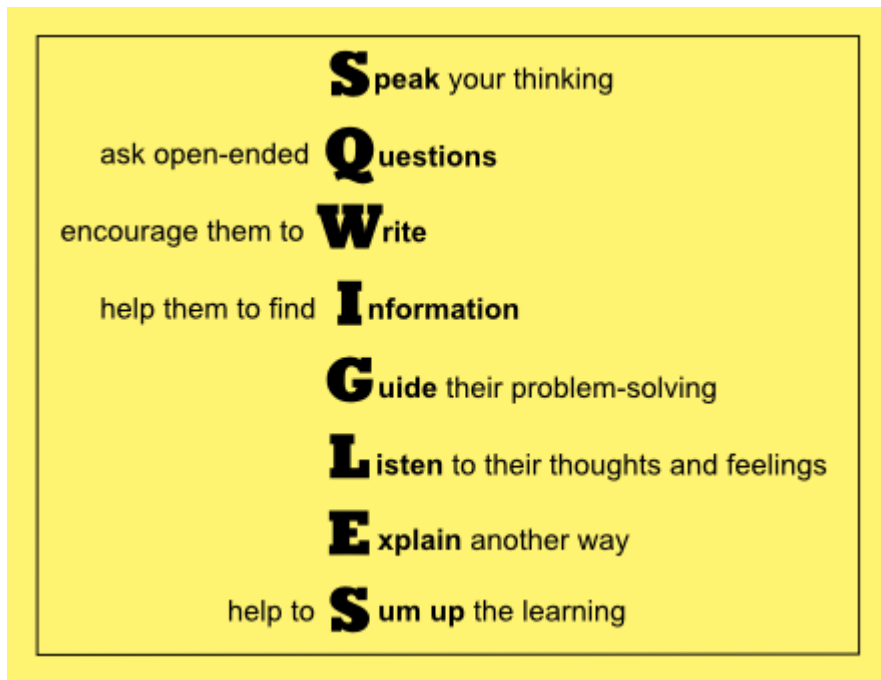 Speak your thinking
ask open-ended Questions
encourage them to Write
help them to find Information
Guide their problem-solving
Listen to their thoughts and feelings
Explain another way
help to Sum up the learning